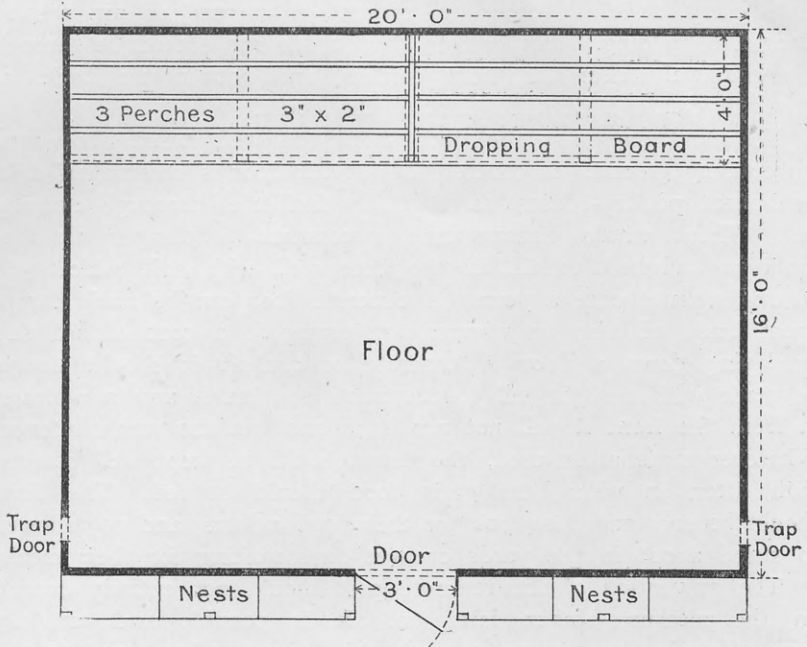 20'· 0"
3 Perches 3" x 2"
4'· 0"
Dropping Board
16'· 0"
Floor
Trap
Door
Trap
Door
Door
Nests
3'· 0"
Nests